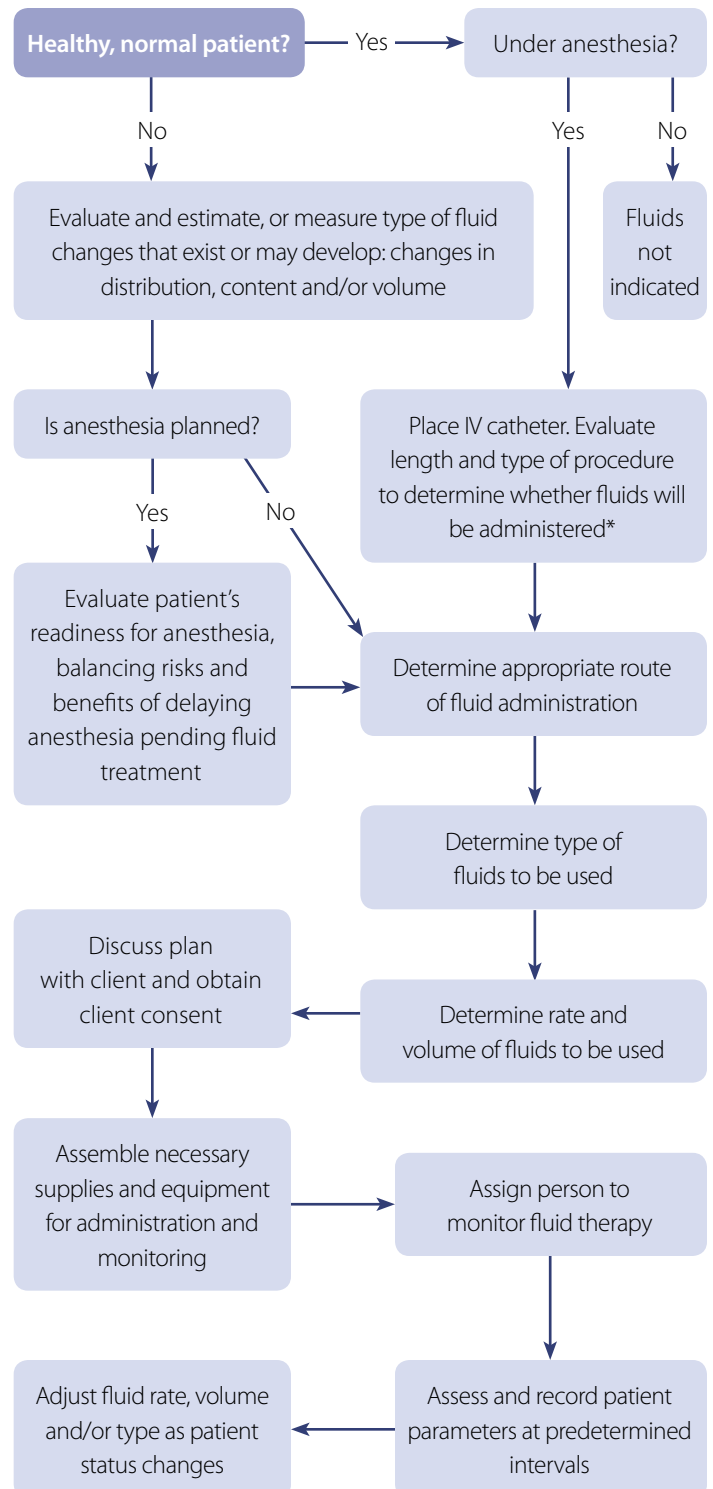 Healthy, normal patient?
Yes
Under anesthesia?
No
Yes
No
Evaluate and estimate, or measure type of fluid
changes that exist or may develop: changes in
distribution, content and/or volume
Fluids
not
indicated
Is anesthesia planned?
Place IV catheter. Evaluate
length and type of procedure
to determine whether fluids will
be administered*
Yes
No
Evaluate patient’s
readiness for anesthesia,
balancing risks and
benefits of delaying
anesthesia pending fluid
treatment
Determine appropriate route
of fluid administration
Determine type of
fluids to be used
Determine rate and
volume of fluids to be used
Discuss plan
with client and obtain
client consent
Assemble necessary
supplies and equipment
for administration and
monitoring
Assign person to
monitor fluid therapy
Assess and record patient
parameters at predetermined
intervals
Adjust fluid rate, volume
and/or type as patient
status changes